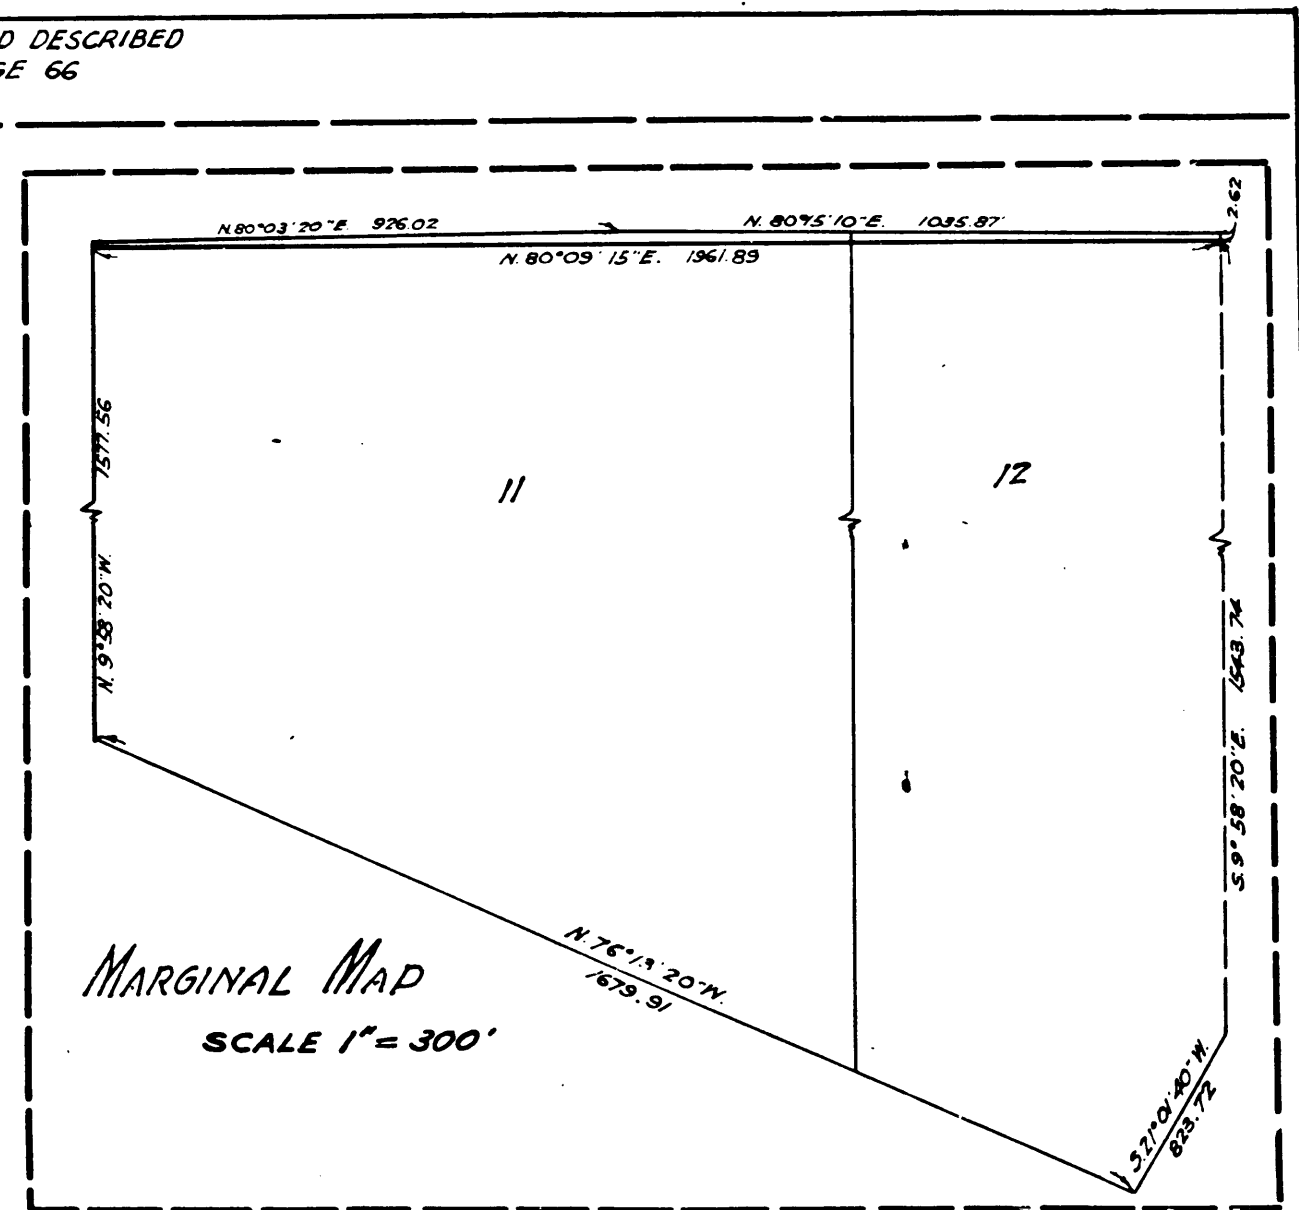 D DESCRIBED
GE 66
2.62
N. 80°03'20"E. 926.02
N. 80°15'10"E. 1035.87'
N. 80°09'15"E. 1961.89
1577.56
N. 9°58'20"W.
11
12
1543.74
S. 9°58'20"E.
N. 76°13'20"W.
1679.91
MARGINAL MAP
SCALE 1"= 300'
S. 21°01'40"W.
823.72